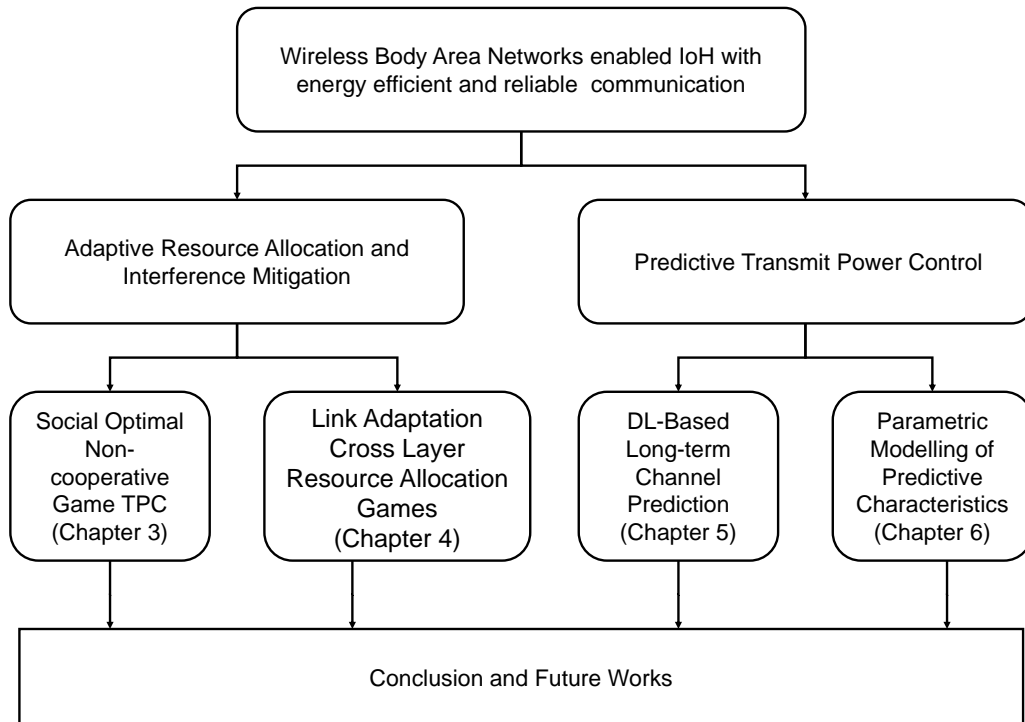 Wireless Body Area Networks enabled IoH with
energy efficient and reliable communication
Adaptive Resource Allocation and
Interference Mitigation
Predictive Transmit Power Control
Social Optimal
Non-
cooperative
Game TPC
(Chapter 3)
Link Adaptation
Cross Layer
Resource Allocation
Games
(Chapter 4)
DL-Based
Long-term
Channel
Prediction
(Chapter 5)
Parametric
Modelling of
Predictive
Characteristics
(Chapter 6)
Conclusion and Future Works